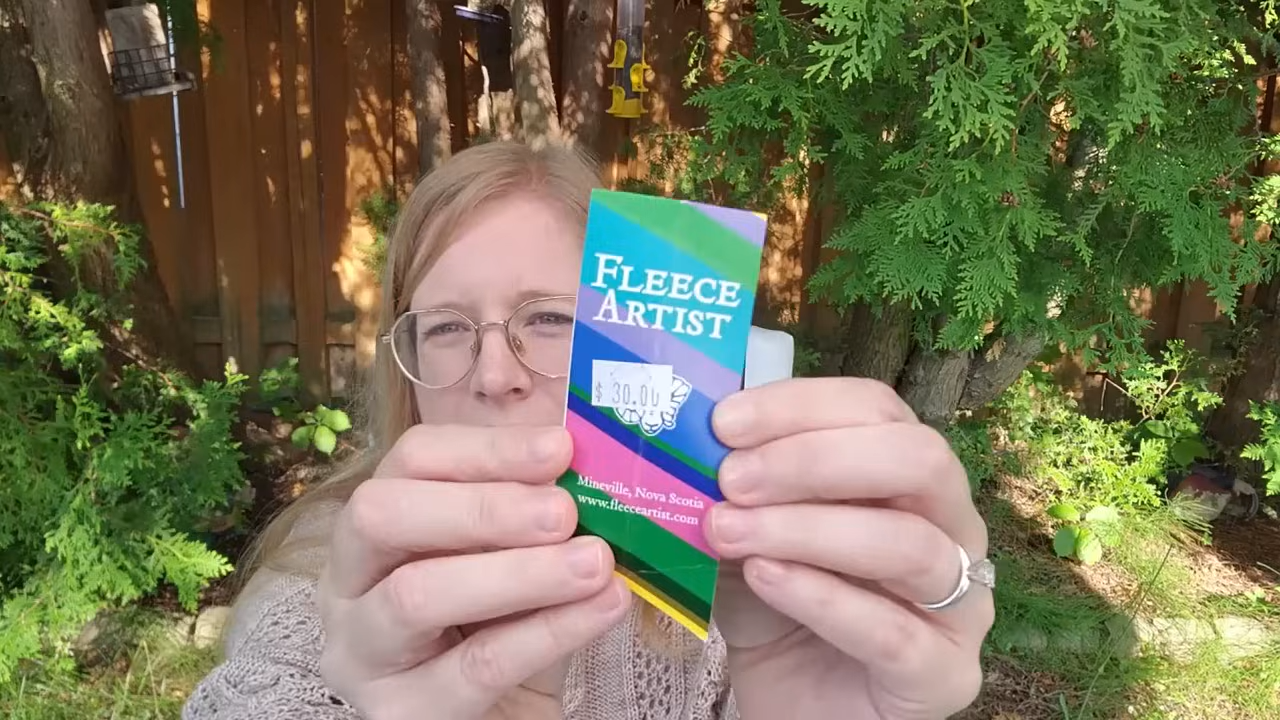 FLEECE
ARTIST
$ 30.00
Mineville, Nova Scotia
www.fleeceartist.com